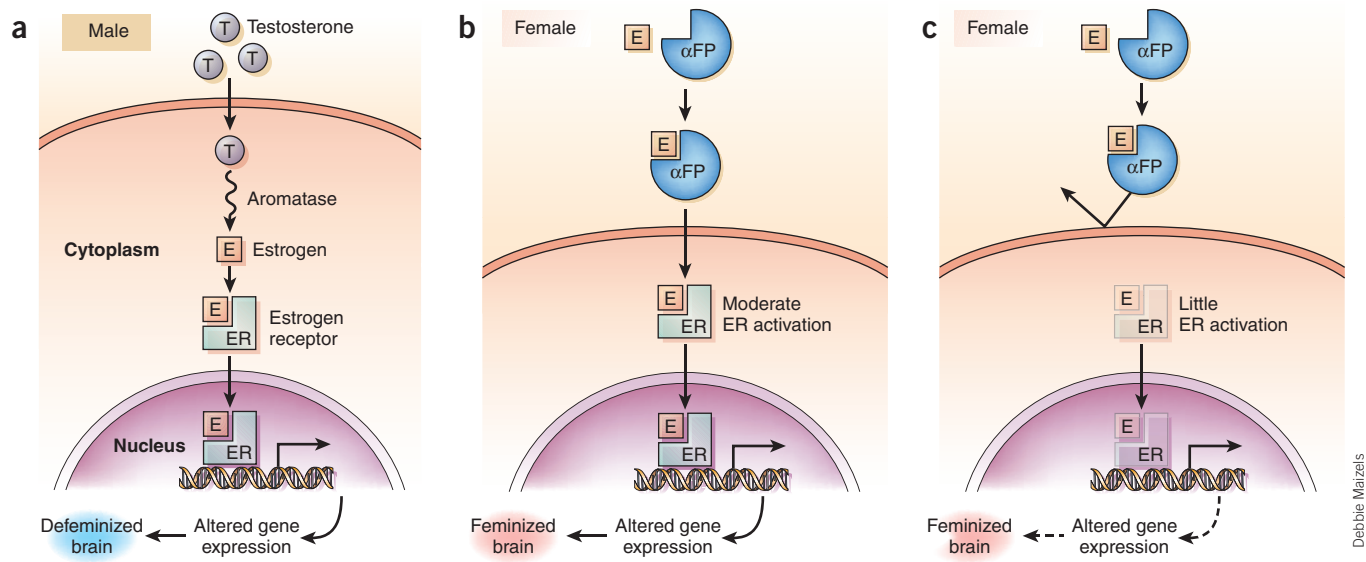 a
Male
T
Testosterone
T
T
T
Aromatase
Cytoplasm
E
Estrogen
E
ER
Estrogen
receptor
Nucleus
E
ER
Defeminized
brain
Altered gene
expression
b
Female
E
αFP
E
αFP
E
ER
Moderate
ER activation
E
ER
Feminized
brain
Altered gene
expression
c
Female
E
αFP
E
αFP
E
ER
Little
ER activation
E
ER
Feminized
brain
Altered gene
expression
Debbie Maizels